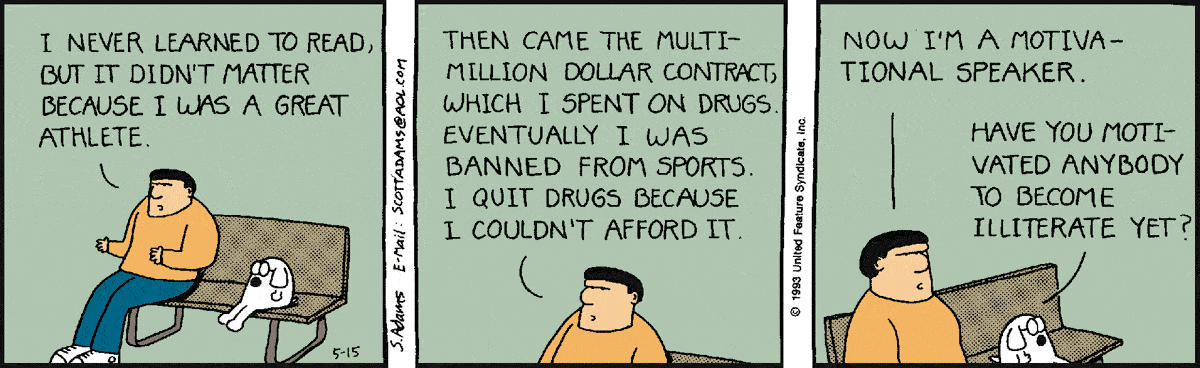 I NEVER LEARNED TO READ,
BUT IT DIDN'T MATTER
BECAUSE I WAS A GREAT
ATHLETE.
5-15
S. Adams E-Mail: SCOTTADAMS@AOL.COM
THEN CAME THE MULTI-
MILLION DOLLAR CONTRACT,
WHICH I SPENT ON DRUGS.
EVENTUALLY I WAS
BANNED FROM SPORTS.
I QUIT DRUGS BECAUSE
I COULDN'T AFFORD IT.
© 1993 United Feature Syndicate, Inc.
NOW I'M A MOTIVA-
TIONAL SPEAKER.
HAVE YOU MOTI-
VATED ANYBODY
TO BECOME
ILLITERATE YET?